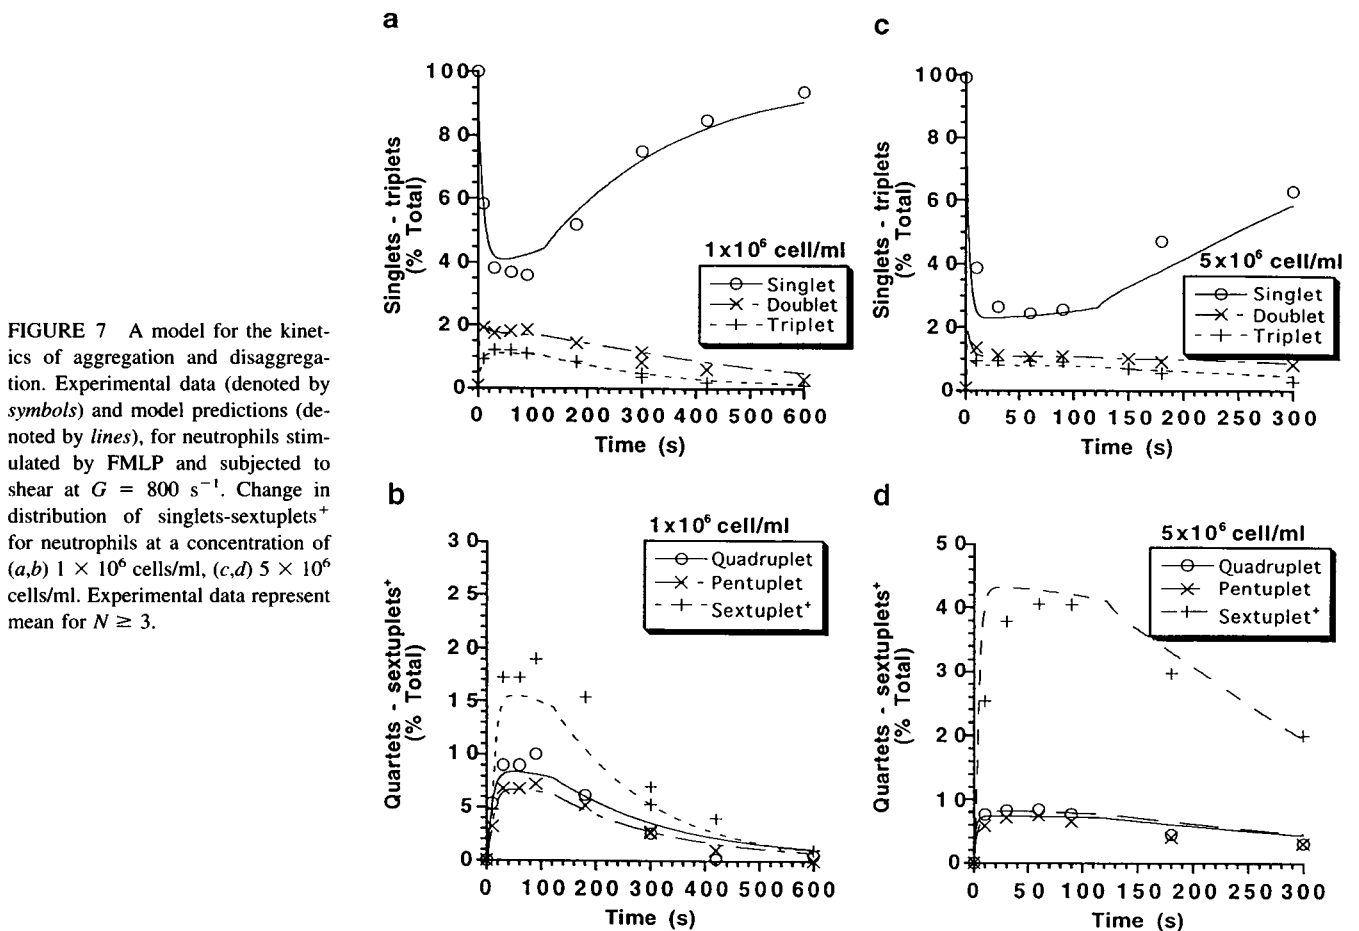 FIGURE 7 A model for the kinet-
ics of aggregation and disaggrega-
tion. Experimental data (denoted by
symbols) and model predictions (de-
noted by lines), for neutrophils stim-
ulated by FMLP and subjected to
shear at G = 800 s⁻¹. Change in
distribution of singlets-sextuplets⁺
for neutrophils at a concentration of
(a,b) 1 × 10⁶ cells/ml, (c,d) 5 × 10⁶
cells/ml. Experimental data represent
mean for N ≥ 3.
a
Singlets - triplets
(% Total)
100
80
60
40
20
0
0 100 200 300 400 500 600
Time (s)
1x10⁶ cell/ml
Singlet
Doublet
Triplet
c
Singlets - triplets
(% Total)
100
80
60
40
20
0
0 50 100 150 200 250 300
Time (s)
5x10⁶ cell/ml
Singlet
Doublet
Triplet
b
Quartets - sextuplets⁺
(% Total)
30
25
20
15
10
5
0
0 100 200 300 400 500 600
Time (s)
1x10⁶ cell/ml
Quadruplet
Pentuplet
Sextuplet⁺
d
Quartets - sextuplets⁺
(% Total)
50
40
30
20
10
0
0 50 100 150 200 250 300
Time (s)
5x10⁶ cell/ml
Quadruplet
Pentuplet
Sextuplet⁺